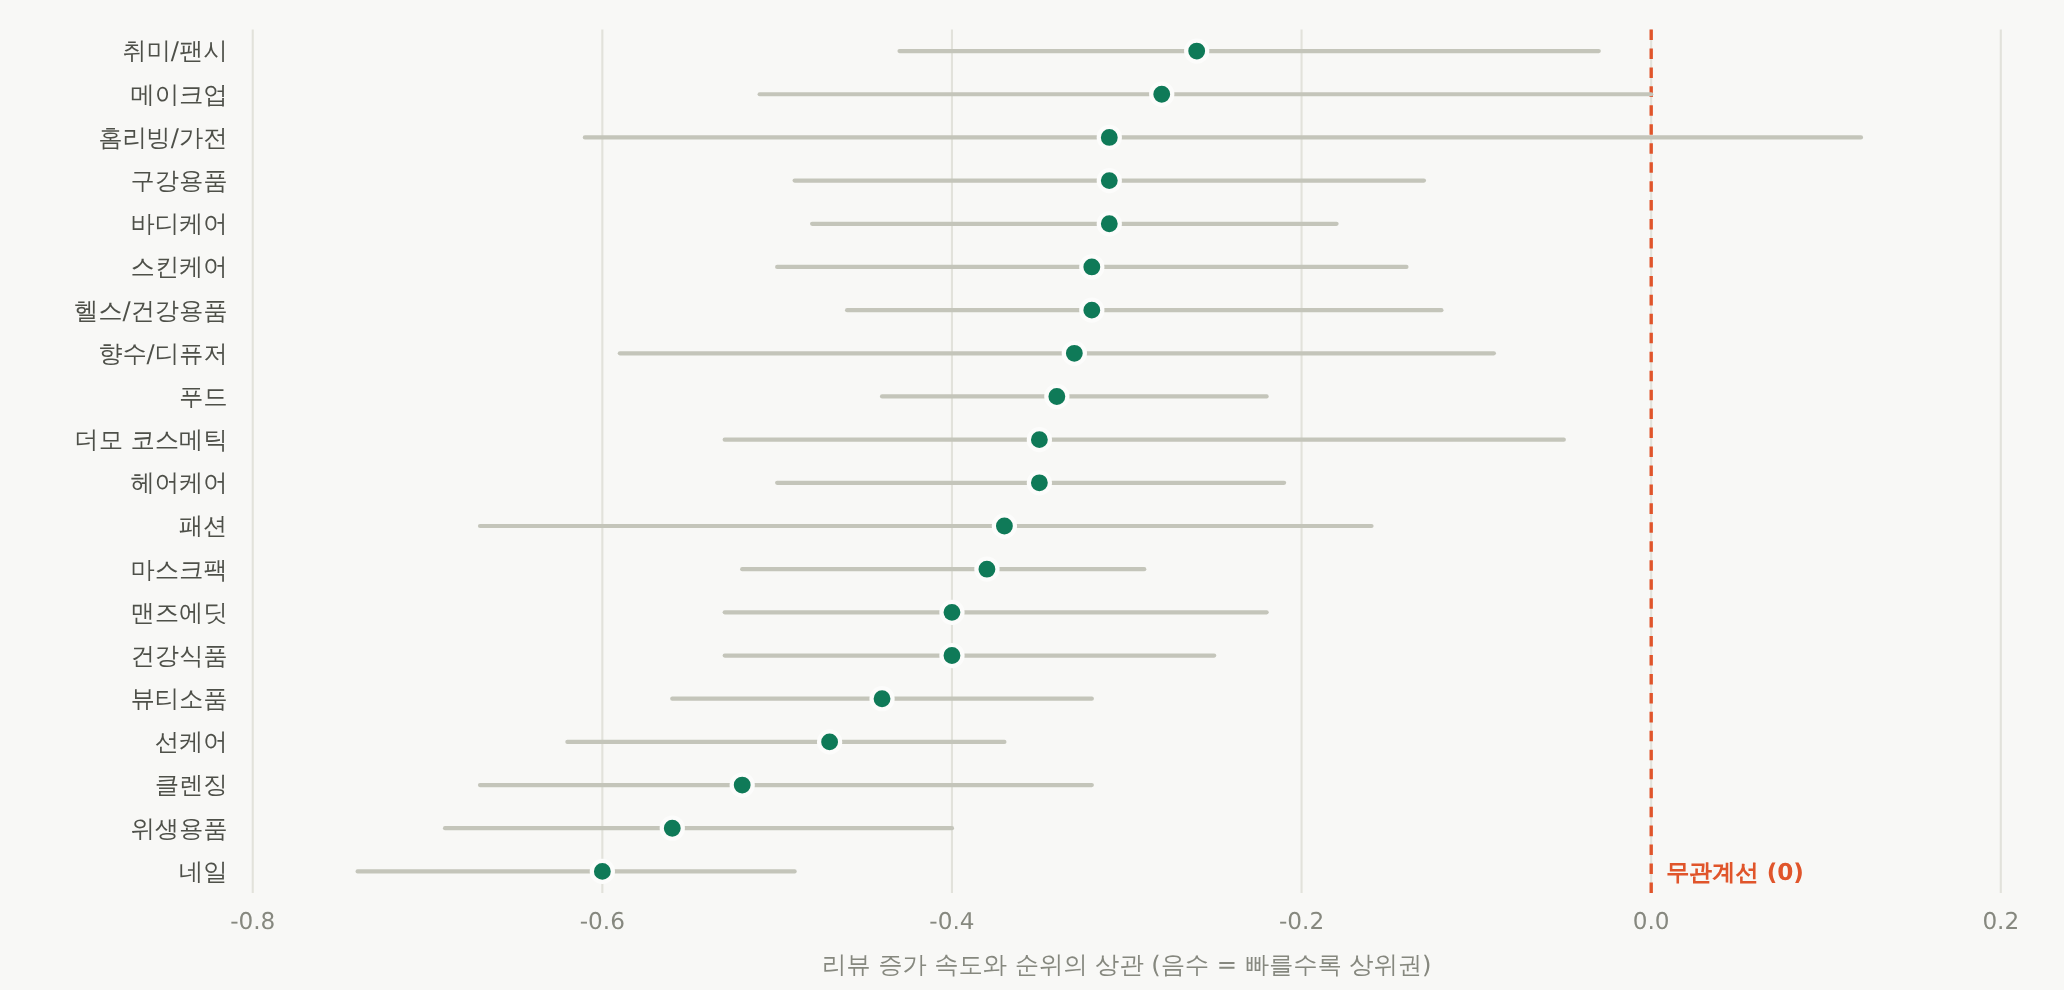 취미/팬시
메이크업
홈리빙/가전
구강용품
바디케어
스킨케어
헬스/건강용품
향수/디퓨저
푸드
더모 코스메틱
헤어케어
패션
마스크팩
맨즈에딧
건강식품
뷰티소품
선케어
클렌징
위생용품
네일
무관계선 (0)
-0.8 -0.6 -0.4 -0.2 0.0 0.2
리뷰 증가 속도와 순위의 상관 (음수 = 빠를수록 상위권)